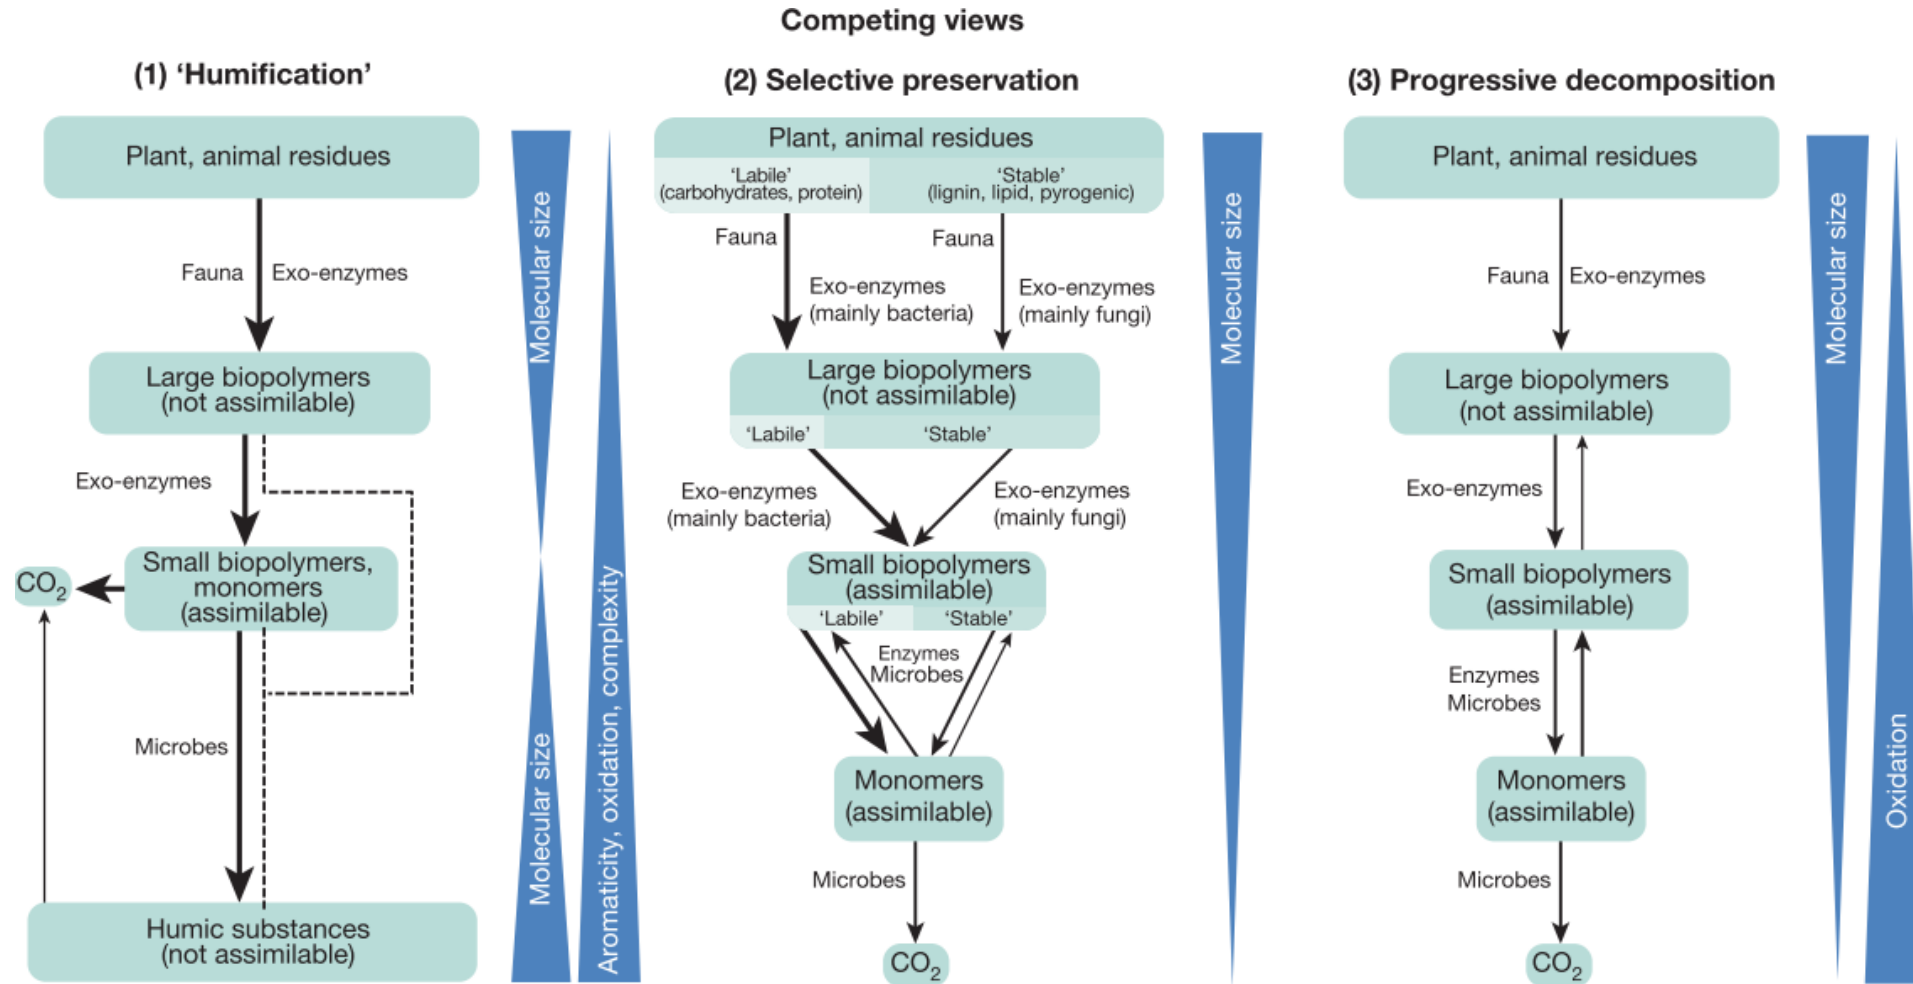 Competing views
(1) ‘Humification’
Plant, animal residues
Fauna
Exo-enzymes
Large biopolymers
(not assimilable)
Exo-enzymes
Small biopolymers,
monomers
(assimilable)
CO2
Microbes
Humic substances
(not assimilable)
Molecular size
Molecular size
Aromaticity, oxidation, complexity
(2) Selective preservation
Plant, animal residues
‘Labile’
(carbohydrates, protein)
‘Stable’
(lignin, lipid, pyrogenic)
Fauna
Fauna
Exo-enzymes
(mainly bacteria)
Exo-enzymes
(mainly fungi)
Large biopolymers
(not assimilable)
‘Labile’
‘Stable’
Exo-enzymes
(mainly bacteria)
Exo-enzymes
(mainly fungi)
Small biopolymers
(assimilable)
‘Labile’
‘Stable’
Enzymes
Microbes
Monomers
(assimilable)
Microbes
CO2
Molecular size
(3) Progressive decomposition
Plant, animal residues
Fauna
Exo-enzymes
Large biopolymers
(not assimilable)
Exo-enzymes
Small biopolymers
(assimilable)
Enzymes
Microbes
Monomers
(assimilable)
Microbes
CO2
Molecular size
Oxidation